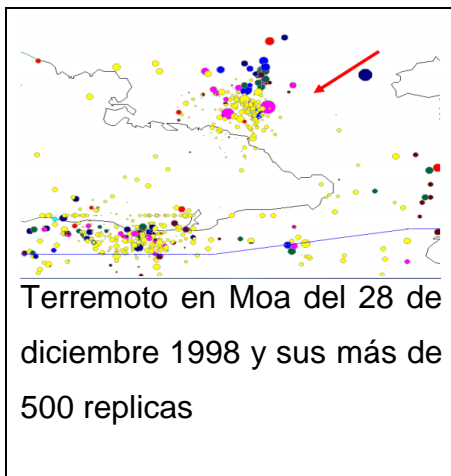 Terremoto en Moa del 28 de
diciembre 1998 y sus más de
500 replicas